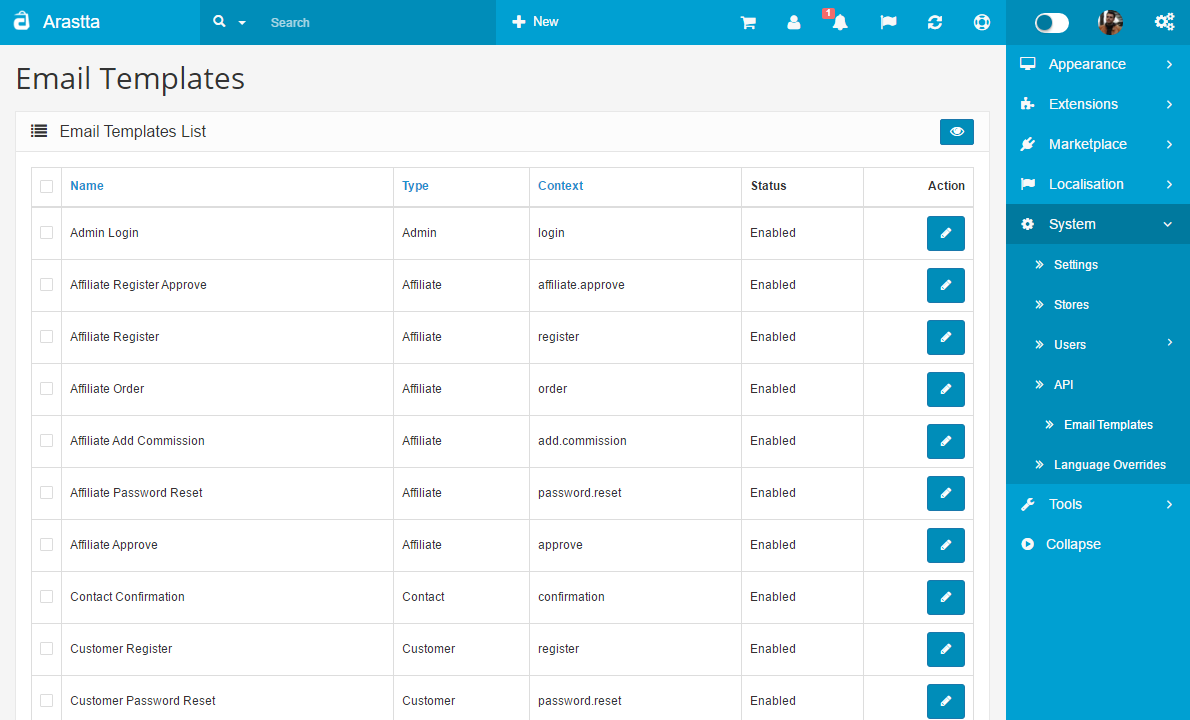 Arastta
Search
New
1
Email Templates
Email Templates List
Name Type Context Status Action
Admin Login Admin login Enabled
Affiliate Register Approve Affiliate affiliate.approve Enabled
Affiliate Register Affiliate register Enabled
Affiliate Order Affiliate order Enabled
Affiliate Add Commission Affiliate add.commission Enabled
Affiliate Password Reset Affiliate password.reset Enabled
Affiliate Approve Affiliate approve Enabled
Contact Confirmation Contact confirmation Enabled
Customer Register Customer register Enabled
Customer Password Reset Customer password.reset Enabled
Appearance
Extensions
Marketplace
Localisation
System
Settings
Stores
Users
API
Email Templates
Language Overrides
Tools
Collapse